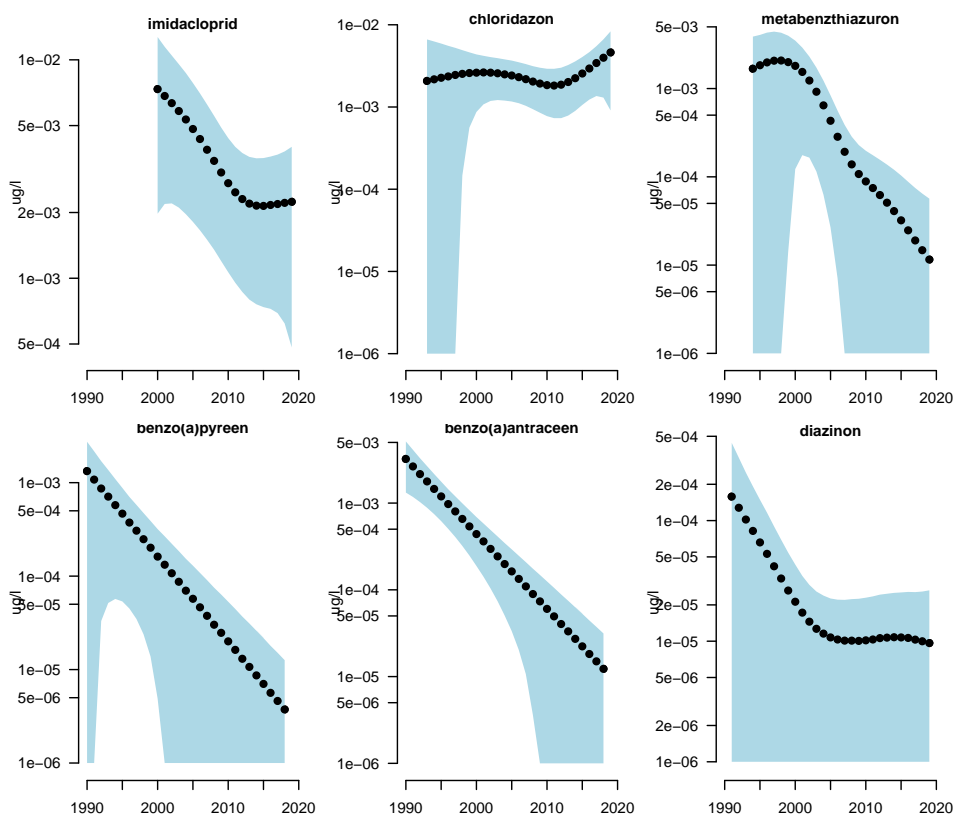 imidacloprid
ug/l
1e−02
5e−03
2e−03
1e−03
5e−04
1990 2000 2010 2020
chloridazon
ug/l
1e−02
1e−03
1e−04
1e−05
1e−06
1990 2000 2010 2020
metabenzthiazuron
ug/l
5e−03
1e−03
5e−04
1e−04
5e−05
1e−05
5e−06
1e−06
1990 2000 2010 2020
benzo(a)pyreen
ug/l
1e−03
5e−04
1e−04
5e−05
1e−05
5e−06
1e−06
1990 2000 2010 2020
benzo(a)antraceen
ug/l
5e−03
1e−03
5e−04
1e−04
5e−05
1e−05
5e−06
1e−06
1990 2000 2010 2020
diazinon
ug/l
5e−04
2e−04
1e−04
5e−05
2e−05
1e−05
5e−06
2e−06
1e−06
1990 2000 2010 2020